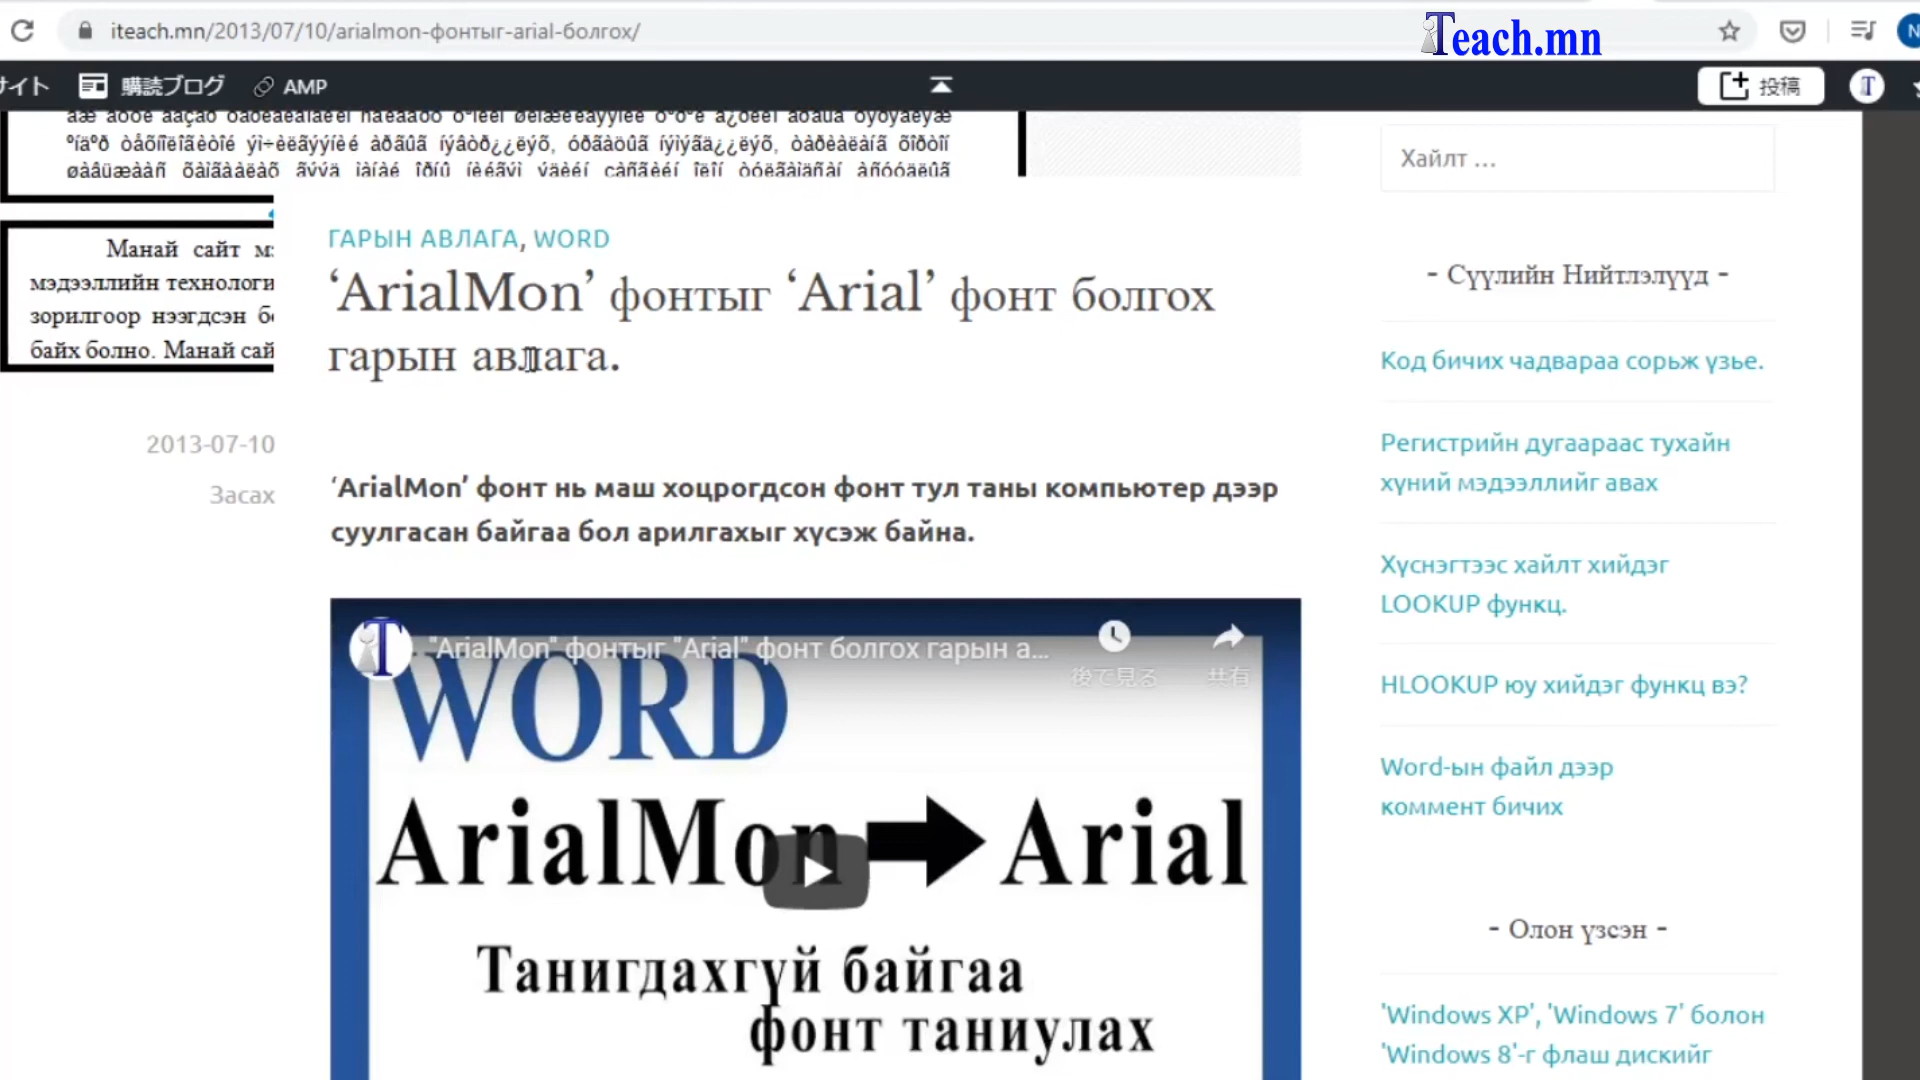 iteach.mn/2013/07/10/arialmon-фонтыг-arial-болгох/
Teach.mn
サイト
購読ブログ
AMP
投稿
ºíäºð
ГАРЫН АВЛАГА, WORD
‘ArialMon’ фонтыг ‘Arial’ фонт болгох
гарын авлага.
Манай сайт
мэдээллийн технологи
зорилгоор нээгдсэн
байх болно. Манай сай
2013-07-10
Засах
‘ArialMon’ фонт нь маш хоцрогдсон фонт тул таны компьютер дээр
суулгасан байгаа бол арилгахыг хүсэж байна.
"ArialMon" фонтыг "Arial" фонт болгох гарын а...
後で見る
共有
WORD
ArialMon Arial
Танигдахгүй байгаа
фонт таниулах
Хайлт ...
- Сүүлийн Нийтлэлүүд -
Код бичих чадвараа сорьж үзье.
Регистрийн дугаараас тухайн
хүний мэдээллийг авах
Хүснэгтээс хайлт хийдэг
LOOKUP функц.
HLOOKUP юу хийдэг функц вэ?
Word-ын файл дээр
коммент бичих
- Олон үзсэн -
'Windows XP', 'Windows 7' болон
'Windows 8'-г флаш дискийг